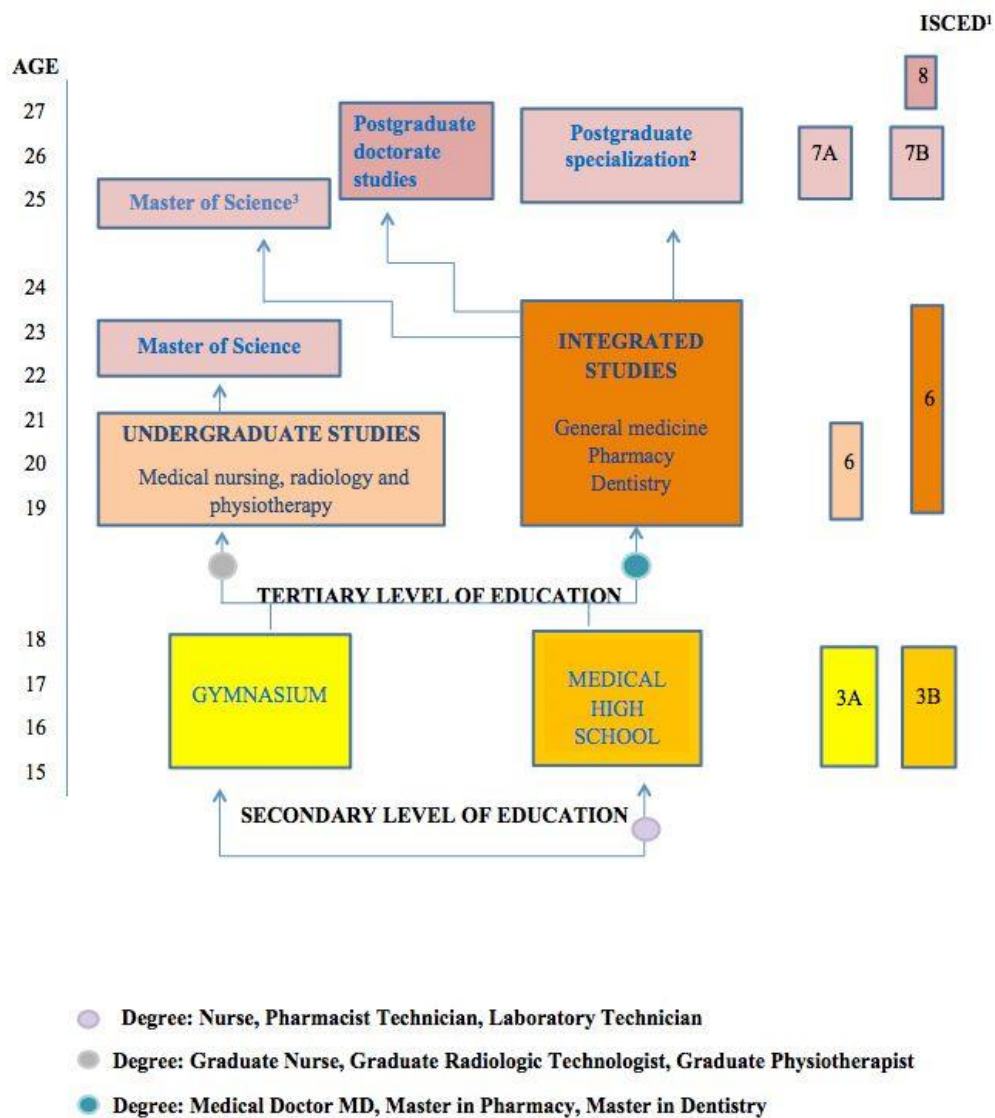 ISCED¹
AGE
8
27
Postgraduate
doctorate
studies
Postgraduate
specialization²
7A
7B
26
25
Master of Science³
24
23
Master of Science
INTEGRATED
STUDIES
22
6
21
UNDERGRADUATE STUDIES
General medicine
Pharmacy
Dentistry
20
Medical nursing, radiology and
physiotherapy
6
19
TERTIARY LEVEL OF EDUCATION
18
17
GYMNASIUM
MEDICAL
HIGH
SCHOOL
3A
3B
16
15
SECONDARY LEVEL OF EDUCATION
Degree: Nurse, Pharmacist Technician, Laboratory Technician
Degree: Graduate Nurse, Graduate Radiologic Technologist, Graduate Physiotherapist
Degree: Medical Doctor MD, Master in Pharmacy, Master in Dentistry